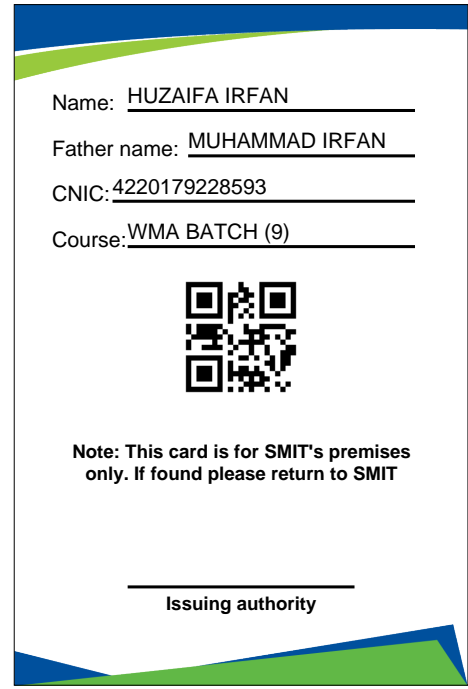 Name: HUZAIFA IRFAN
Father name: MUHAMMAD IRFAN
CNIC: 4220179228593
Course: WMA BATCH (9)
Note: This card is for SMIT's premises
only. If found please return to SMIT
Issuing authority